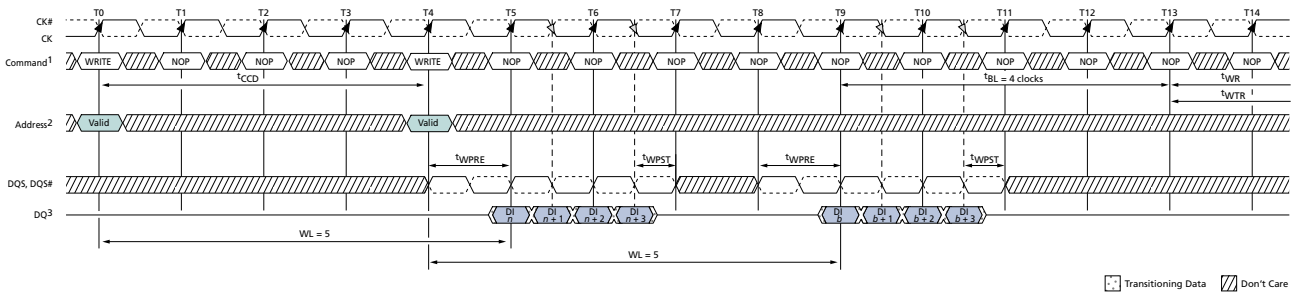 T0 T1 T2 T3 T4 T5 T6 T7 T8 T9 T10 T11 T12 T13 T14
CK#
CK
Command1 WRITE NOP NOP NOP WRITE NOP NOP NOP NOP NOP NOP NOP NOP NOP NOP
tCCD tBL = 4 clocks tWR
tWTR
Address2 Valid Valid
tWPRE tWPST tWPRE tWPST
DQS, DQS#
DQ3 DI n DI n + 1 DI n + 2 DI n + 3 DI b DI b + 1 DI b + 2 DI b + 3
WL = 5
WL = 5
Transitioning Data Don't Care